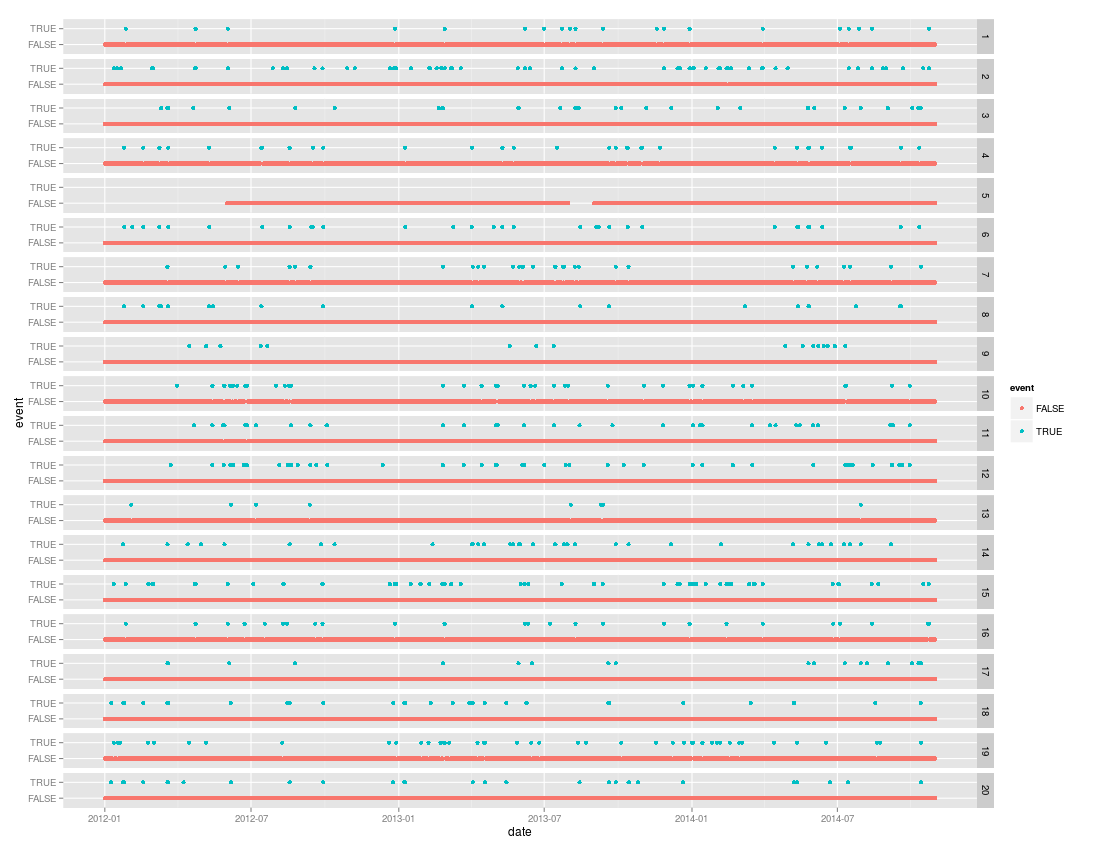 TRUE
FALSE
1
TRUE
FALSE
2
TRUE
FALSE
3
TRUE
FALSE
4
TRUE
FALSE
5
TRUE
FALSE
6
TRUE
FALSE
7
TRUE
FALSE
8
TRUE
FALSE
9
TRUE
FALSE
10
TRUE
FALSE
11
TRUE
FALSE
12
TRUE
FALSE
13
TRUE
FALSE
14
TRUE
FALSE
15
TRUE
FALSE
16
TRUE
FALSE
17
TRUE
FALSE
18
TRUE
FALSE
19
TRUE
FALSE
20
event
2012-01 2012-07 2013-01 2013-07 2014-01 2014-07
date
event
FALSE
TRUE